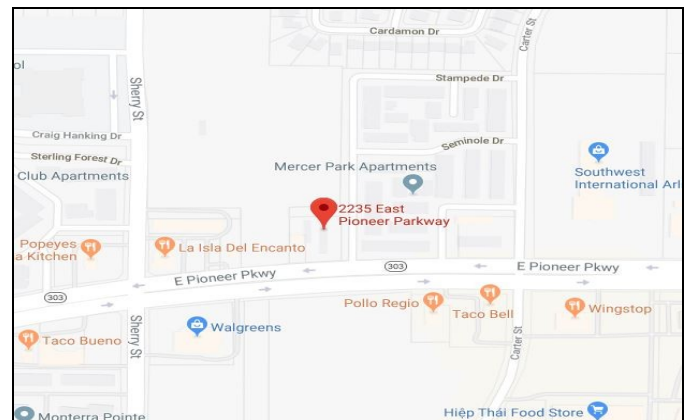 Cardamon Dr
Carter St
ol
Sherry St
Stampede Dr
Craig Hanking Dr
Seminole Dr
Sterling Forest Dr
Club Apartments
Mercer Park Apartments
Southwest
International Arl
2235 East
Pioneer Parkway
Popeyes
a Kitchen
La Isla Del Encanto
E Pioneer Pkwy
303
E Pioneer Pkwy
303
Pollo Regio
Taco Bell
Wingstop
Walgreens
Taco Bueno
Sherry St
Carter St
Monterra Pointe
Hiệp Thái Food Store